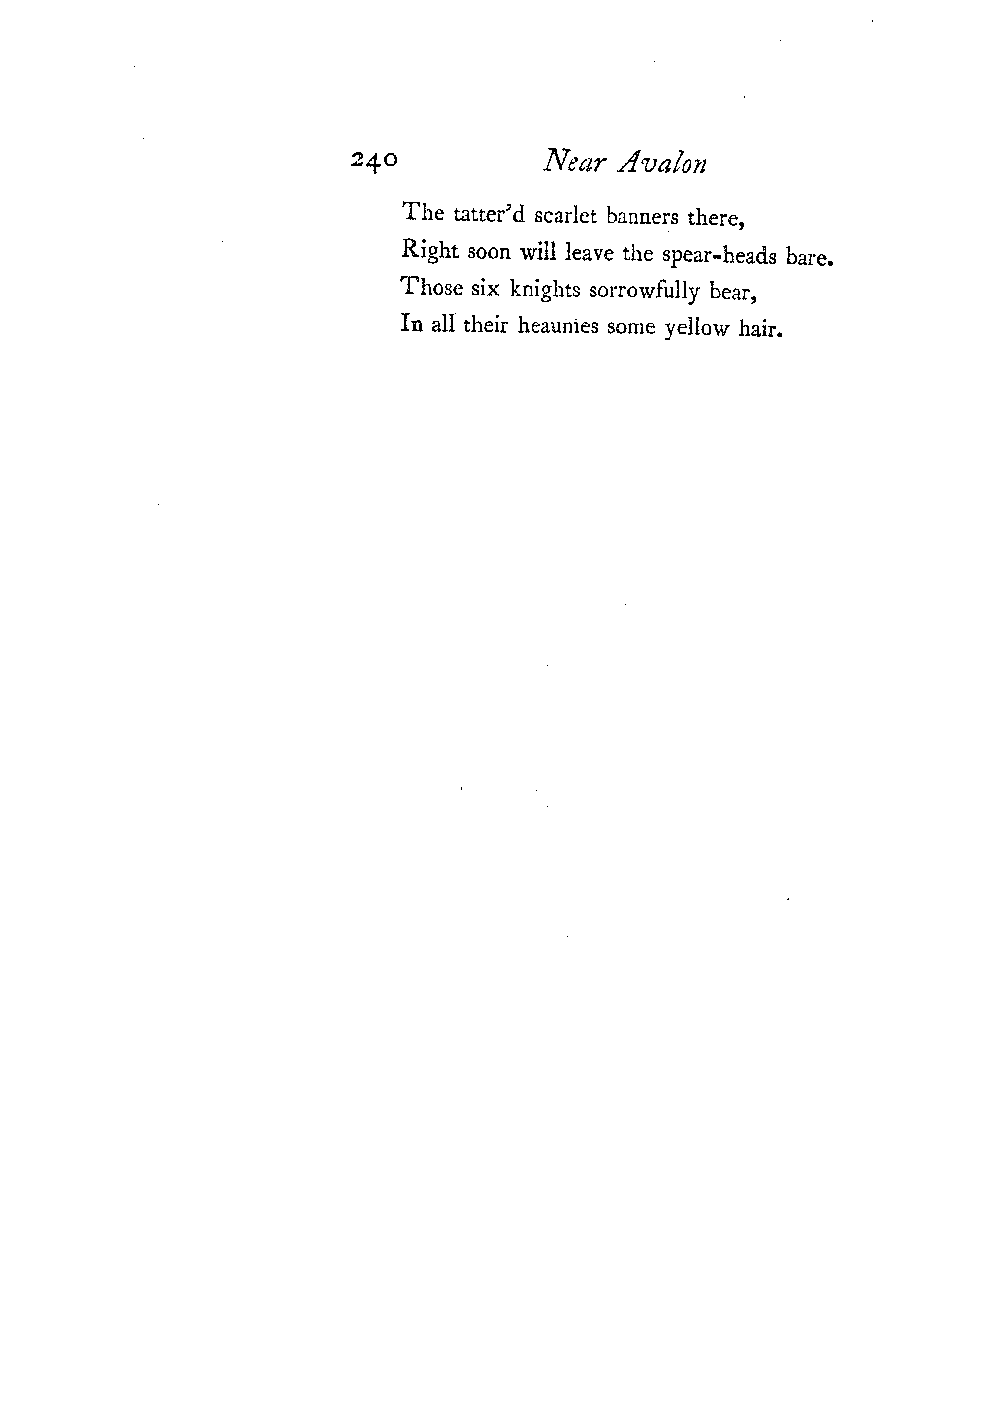 240 Near Avalon
The tatter'd scarlet banners there,
Right soon will leave the spear-heads bare.
Those six knights sorrowfully bear,
In all their heaumes some yellow hair.